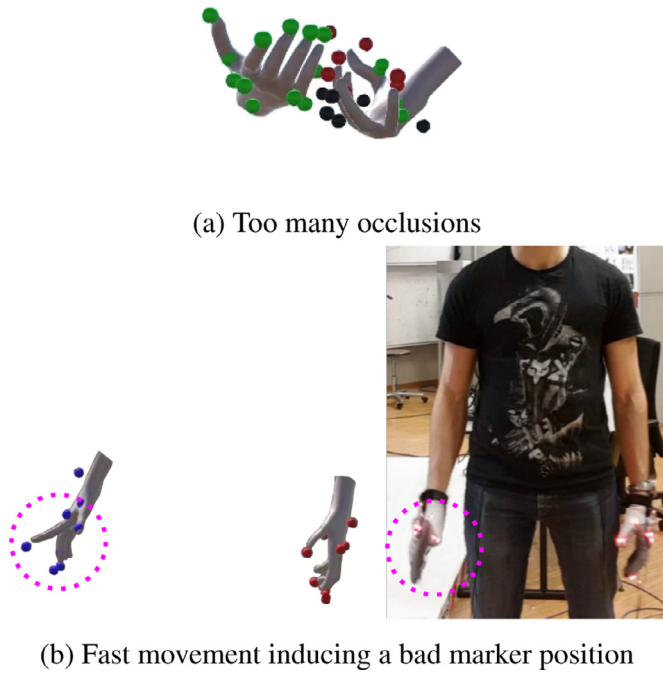 (a) Too many occlusions
(b) Fast movement inducing a bad marker position